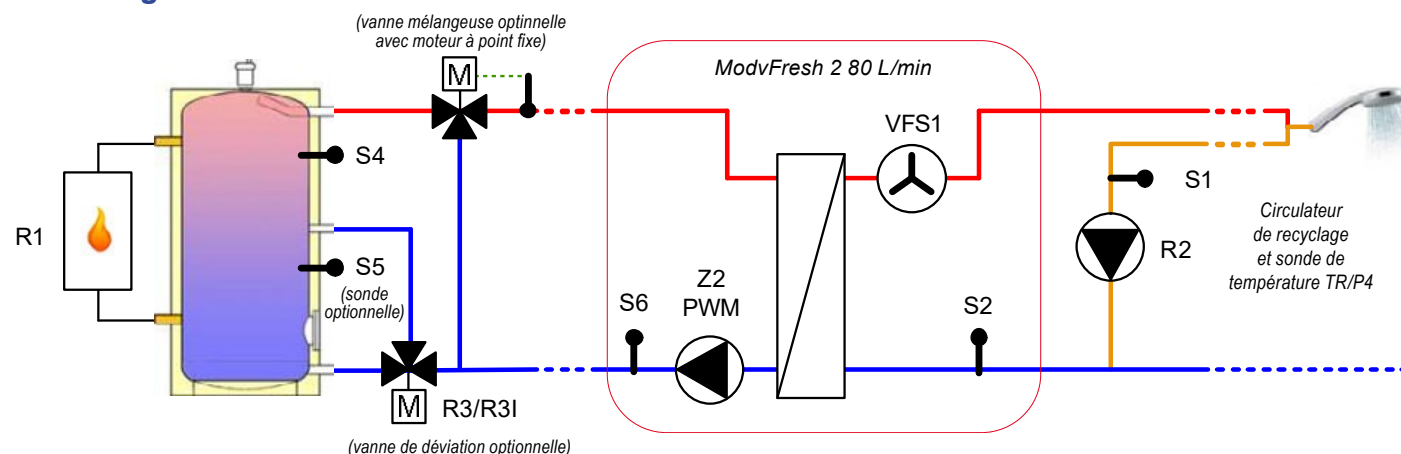 (vanne mélangeuse optinnelle
avec moteur à point fixe)
M
ModvFresh 2 80 L/min
VFS1
S4
S1
R1
Circulateur
de recyclage
et sonde de
température TR/P4
R2
S5
(sonde
optionnelle)
Z2
PWM
S6
S2
M
R3/R3I
(vanne de déviation optionnelle)